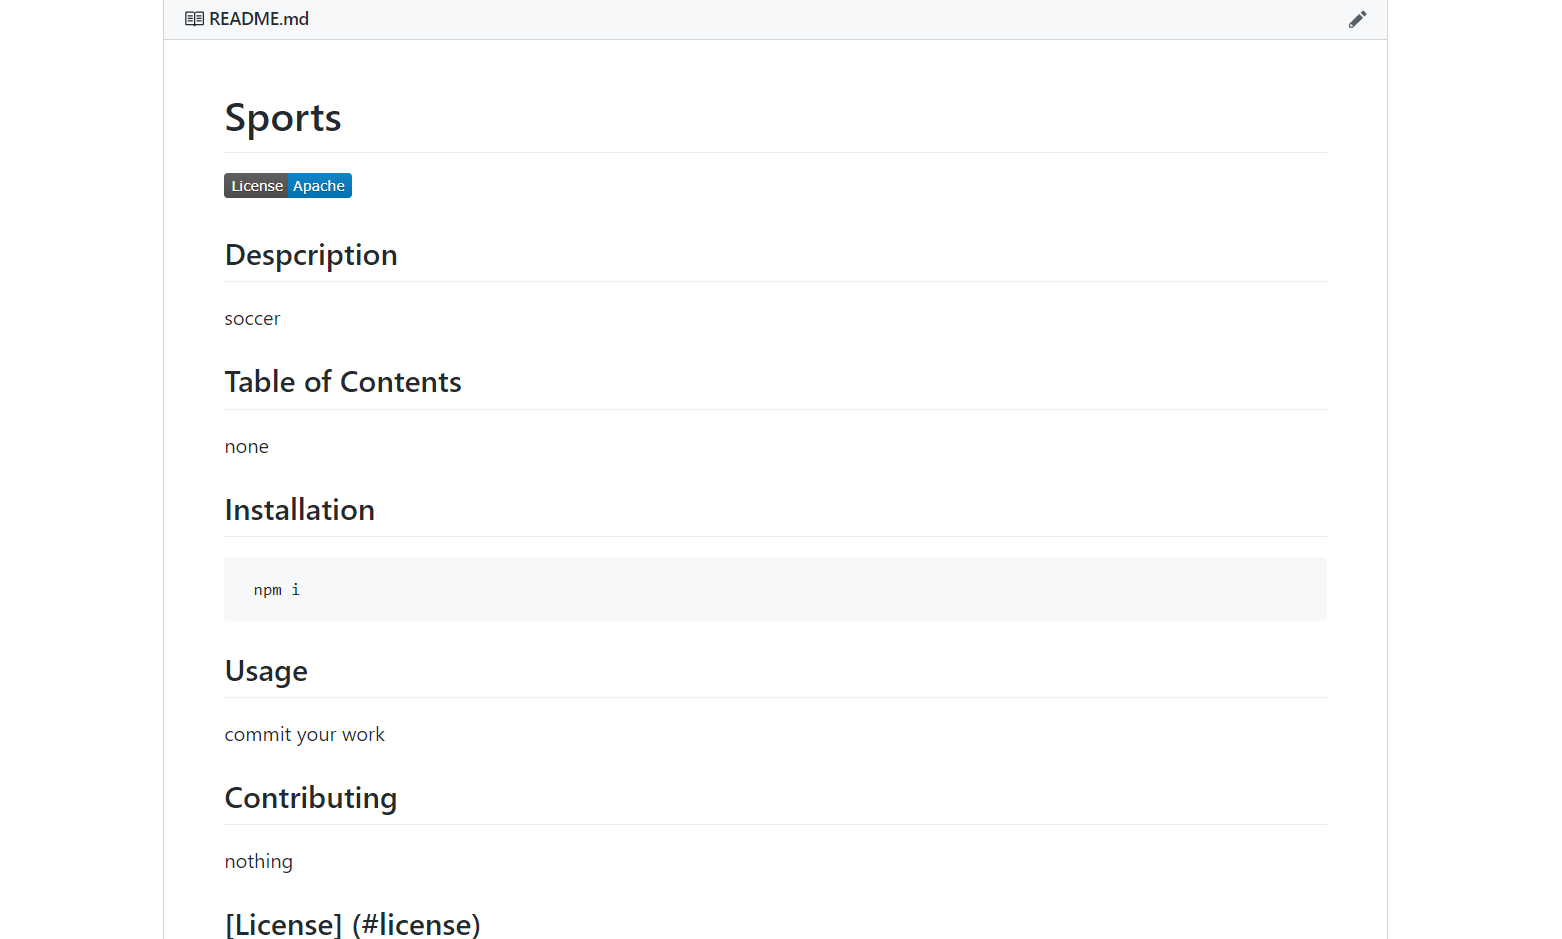 README.md
Sports
License Apache
Despcription
soccer
Table of Contents
none
Installation
npm i
Usage
commit your work
Contributing
nothing
[License] (#license)